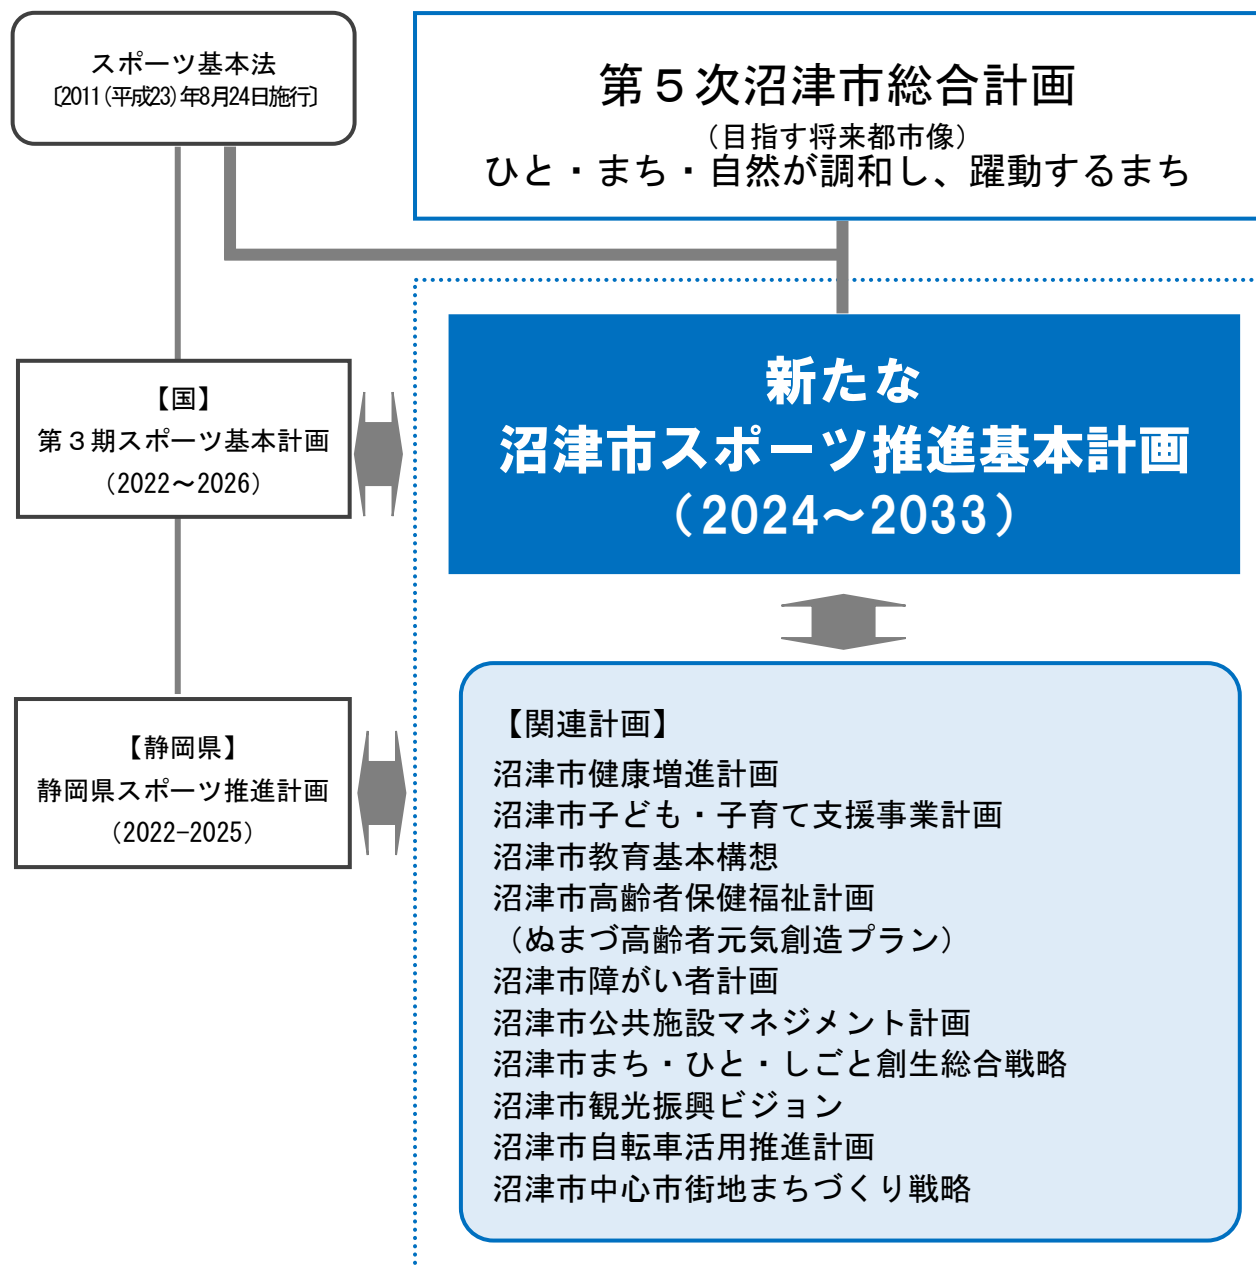 スポーツ基本法
〔2011(平成23)年8月24日施行〕
第５次沼津市総合計画
（目指す将来都市像）
ひと・まち・自然が調和し、躍動するまち
新たな
沼津市スポーツ推進基本計画
（2024～2033）
【国】
第３期スポーツ基本計画
（2022～2026）
【静岡県】
静岡県スポーツ推進計画
（2022-2025）
【関連計画】
沼津市健康増進計画
沼津市子ども・子育て支援事業計画
沼津市教育基本構想
沼津市高齢者保健福祉計画
（ぬまづ高齢者元気創造プラン）
沼津市障がい者計画
沼津市公共施設マネジメント計画
沼津市まち・ひと・しごと創生総合戦略
沼津市観光振興ビジョン
沼津市自転車活用推進計画
沼津市中心市街地まちづくり戦略